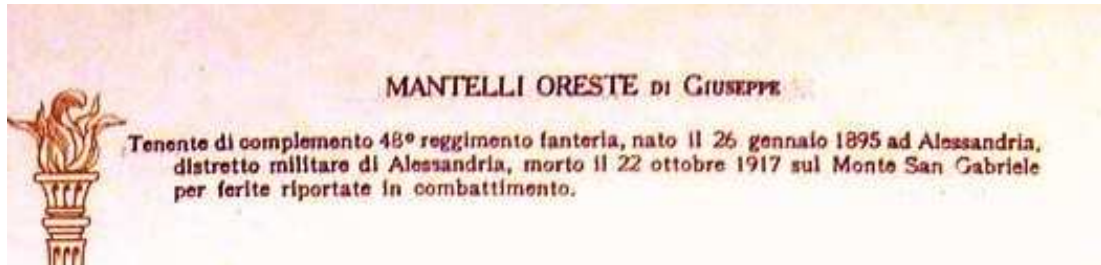 MANTELLI ORESTE DI GIUSEPPE
Tenente di complemento 48º reggimento fanteria, nato il 26 gennaio 1895 ad Alessandria,
distretto militare di Alessandria, morto il 22 ottobre 1917 sul Monte San Gabriele
per ferite riportate in combattimento.